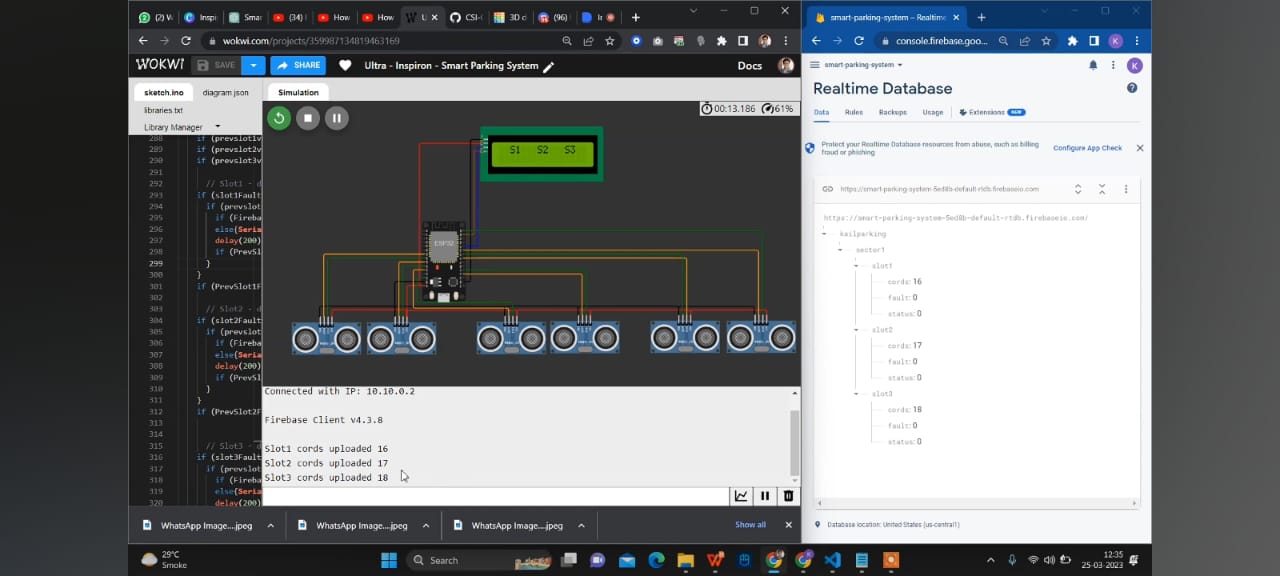 (2) W
Inspi
Smar
(34)
How
How
U
CSI-
3D d
(96)
wokwi.com/projects/359987134819463169
WOKWI
SAVE
SHARE
Ultra - Inspiron - Smart Parking System
Docs
sketch.ino
diagram.json
libraries.txt
Library Manager
Simulation
00:13.186
61%
S1 S2 S3
ESP32
288 if (prevslot1v
289 if (prevslot2v
290 if (prevslot3v
291
292 // Slot1 - d
293 if (slot1Fault
294 if (prevslot
295 if (Fireba
296 else{Seria
297 delay(200)
298 if (PrevSl
299 }
300 }
301 if (PrevSlot1F
302
303 // Slot2 - d
304 if (slot2Fault
305 if (prevslot
306 if (Fireba
307 else{Seria
308 delay(200)
309 if (PrevSl
310 }
311 }
312 if (PrevSlot2F
313
314
315 // Slot3 - d
316 if (slot3Fault
317 if (prevslot
318 if (Fireba
319 else{Seria
320 delay(200)
Connected with IP: 10.10.0.2
Firebase Client v4.3.8
Slot1 cords uploaded 16
Slot2 cords uploaded 17
Slot3 cords uploaded 18
WhatsApp Image....jpeg
WhatsApp Image....jpeg
WhatsApp Image....jpeg
Show all
smart-parking-system – Realtime
console.firebase.goo...
K
smart-parking-system
K
Realtime Database
Data
Rules
Backups
Usage
Extensions
NEW
Protect your Realtime Database resources from abuse, such as billing
fraud or phishing
Configure App Check
https://smart-parking-system-5ed8b-default-rtdb.firebaseio.com
https://smart-parking-system-5ed8b-default-rtdb.firebaseio.com/
kailparking
sector1
slot1
cords: 16
fault: 0
status: 0
slot2
cords: 17
fault: 0
status: 0
slot3
cords: 18
fault: 0
status: 0
Database location: United States (us-central1)
29°C
Smoke
Search
12:35
25-03-2023